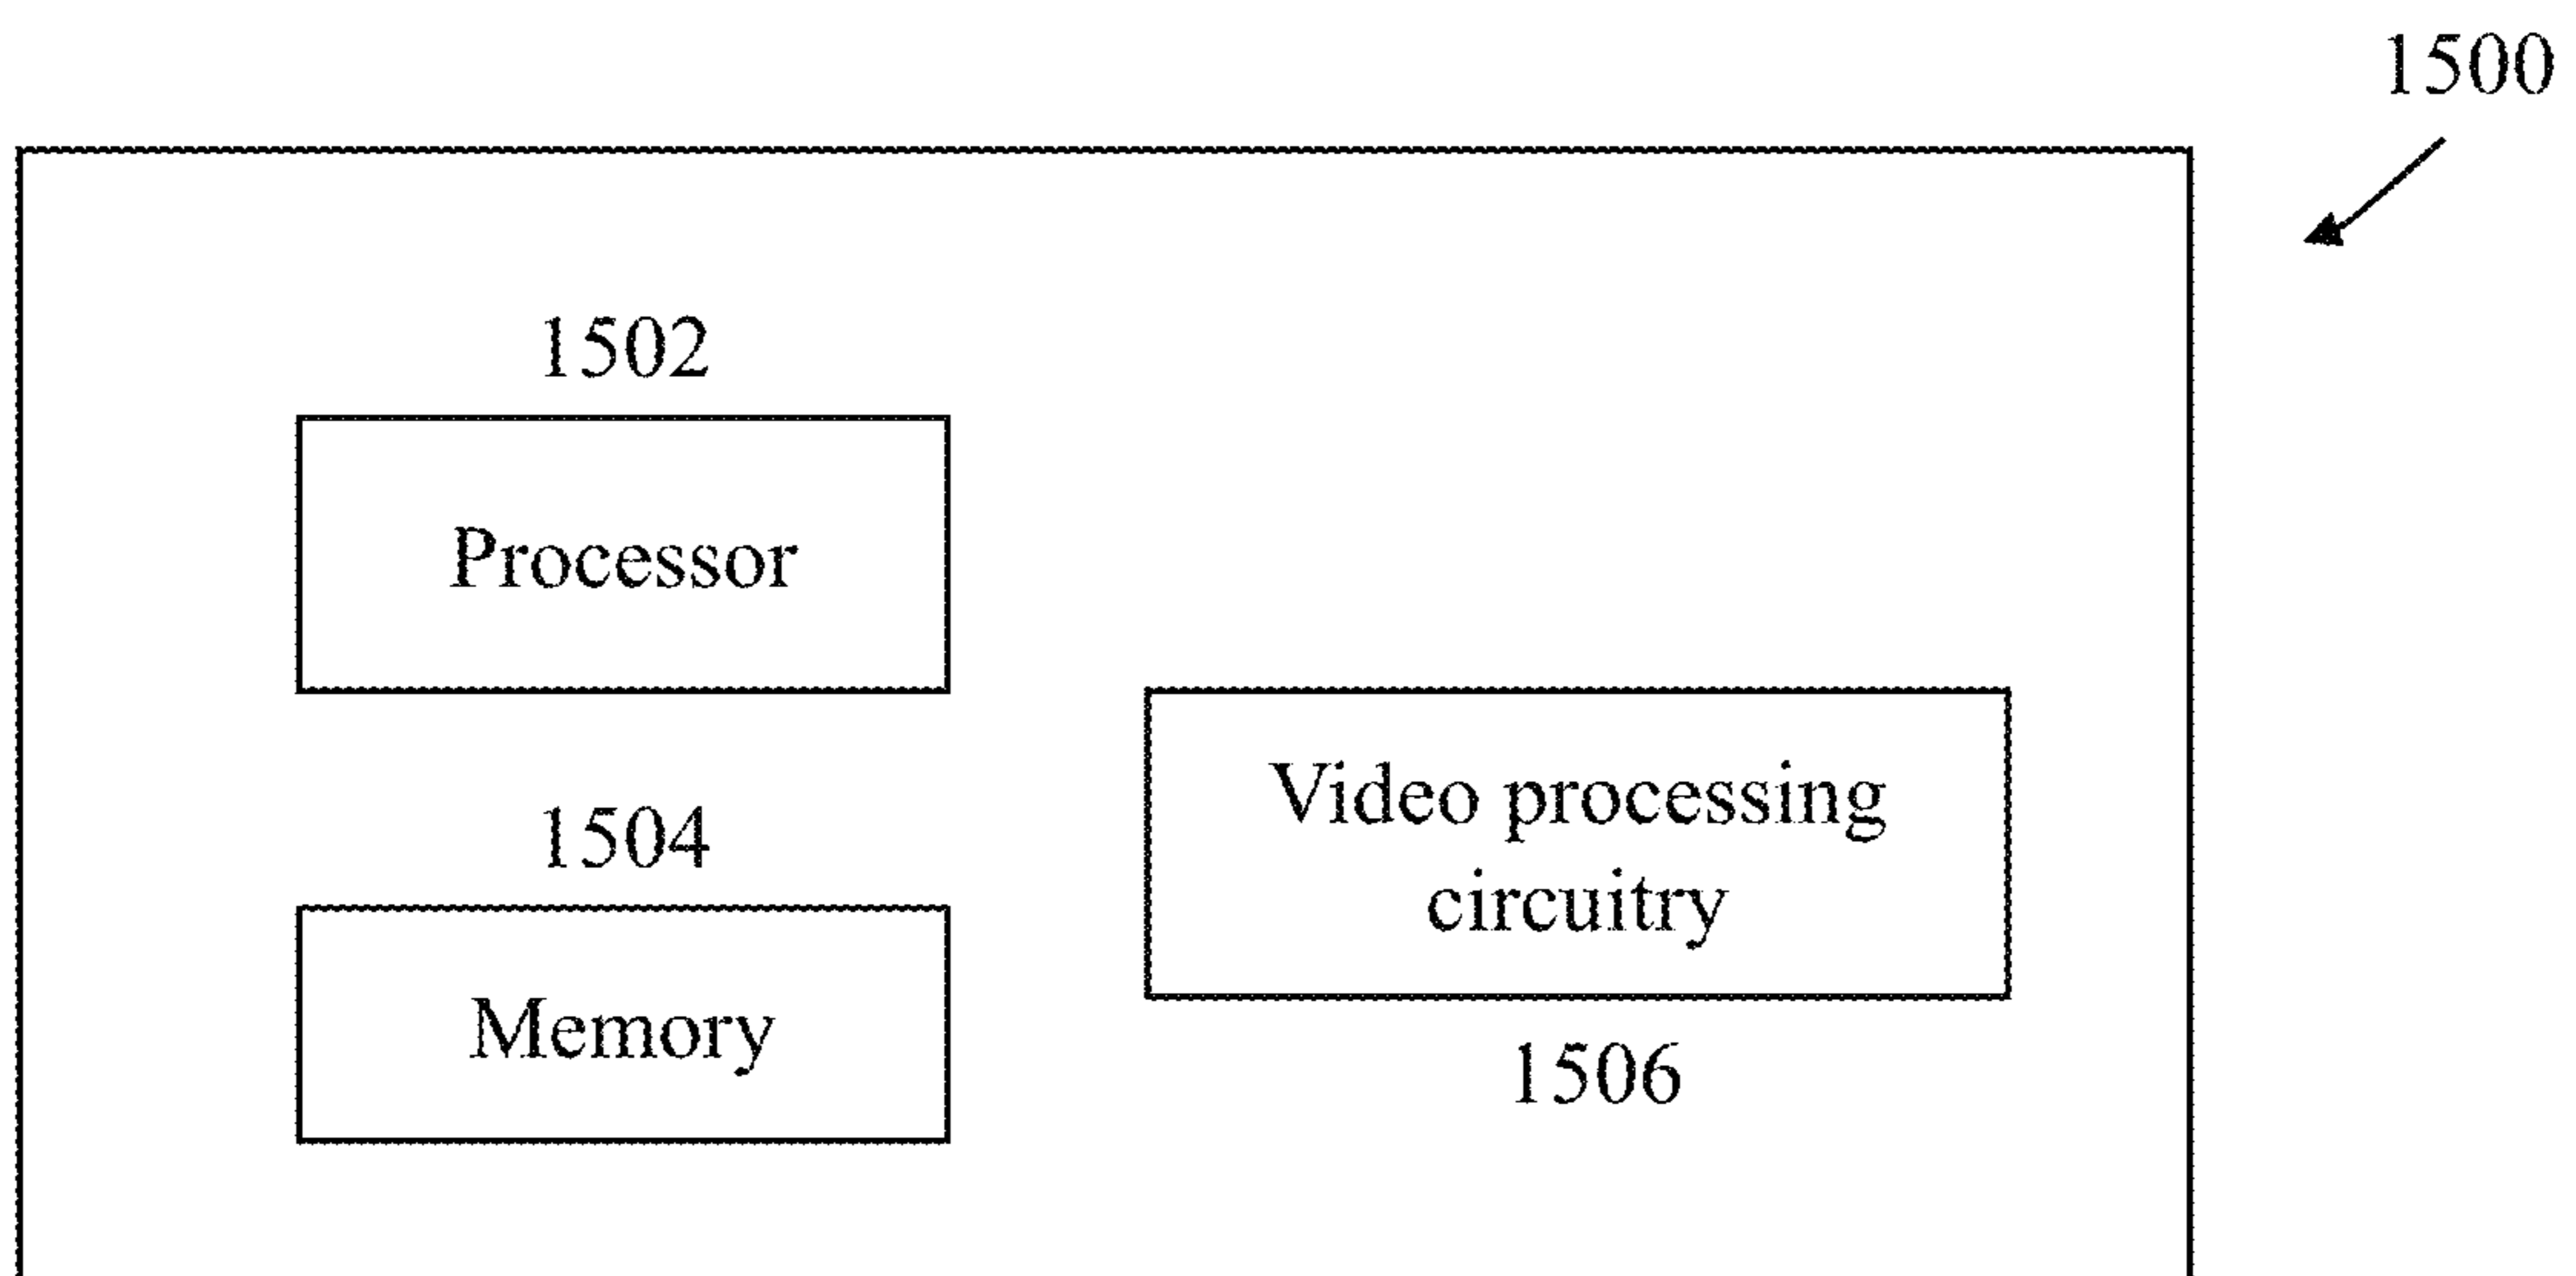 1500
1502
Processor
1504
Memory
Video processing
circuitry
1506